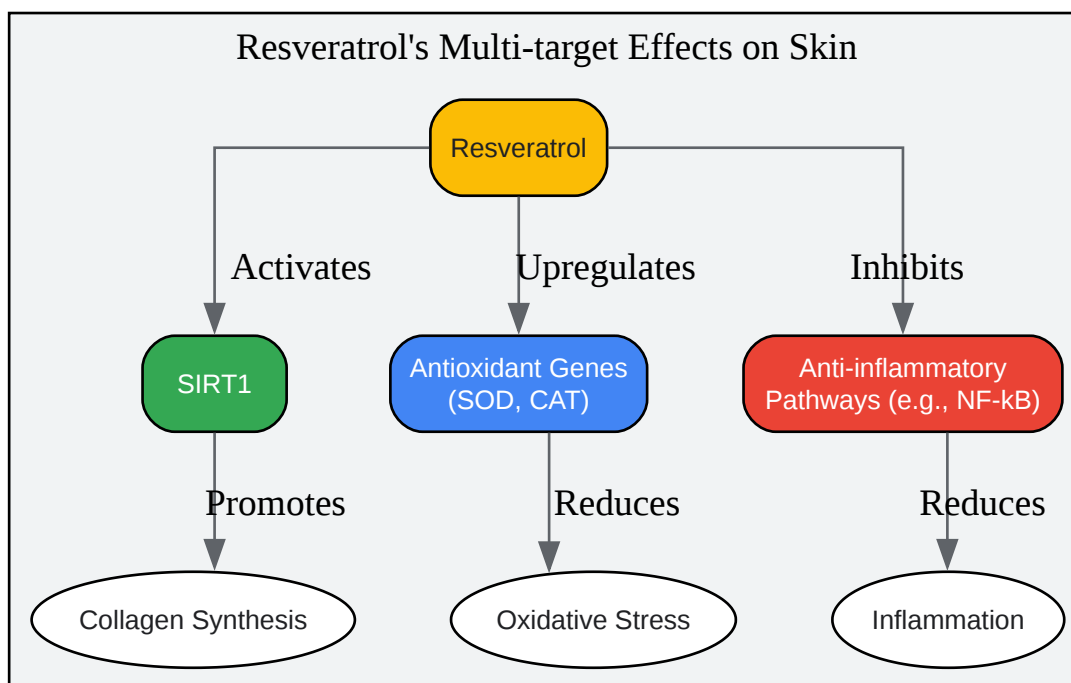 Resveratrol's Multi-target Effects on Skin
Resveratrol
Activates
Upregulates
Inhibits
SIRT1
Antioxidant Genes
(SOD, CAT)
Anti-inflammatory
Pathways (e.g., NF-kB)
Promotes
Reduces
Reduces
Collagen Synthesis
Oxidative Stress
Inflammation